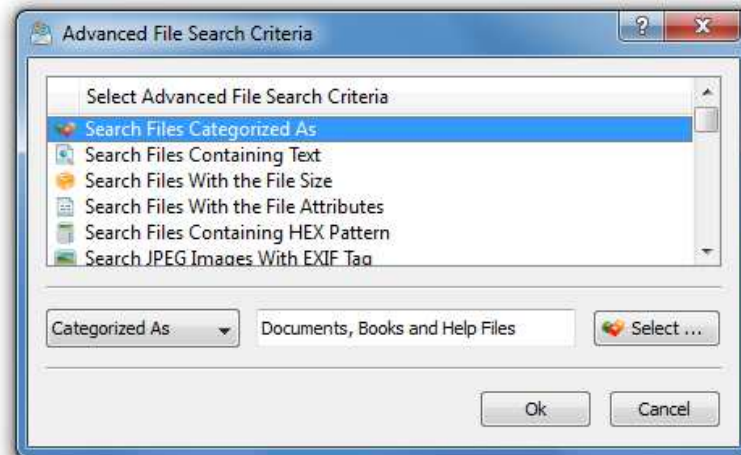 Advanced File Search Criteria
Select Advanced File Search Criteria
Search Files Categorized As
Search Files Containing Text
Search Files With the File Size
Search Files With the File Attributes
Search Files Containing HEX Pattern
Search JPEG Images With EXIF Tag
Categorized As Documents, Books and Help Files Select ...
Ok Cancel